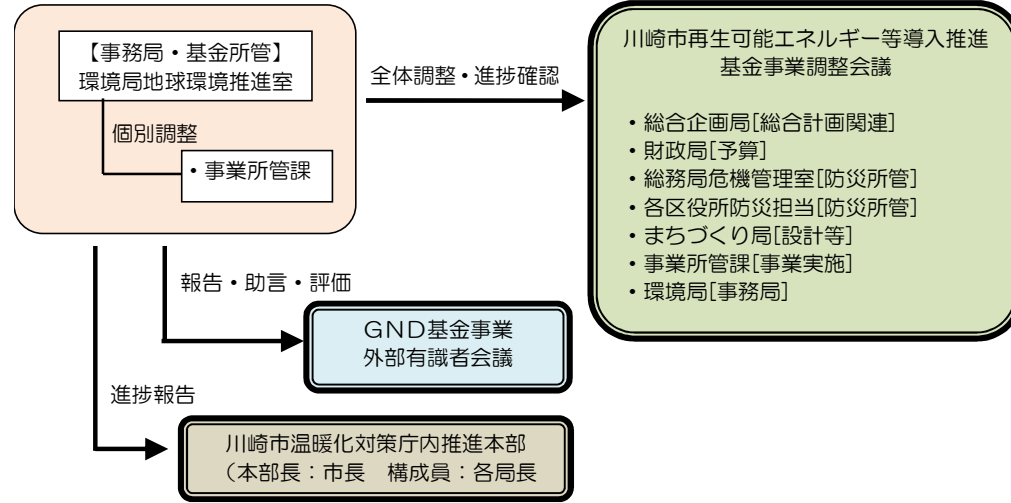 【事務局・基金所管】
環境局地球環境推進室
個別調整
・事業所管課
全体調整・進捗確認
川崎市再生可能エネルギー等導入推進
基金事業調整会議
・総合企画局[総合計画関連]
・財政局[予算]
・総務局危機管理室[防災所管]
・各区役所防災担当[防災所管]
・まちづくり局[設計等]
・事業所管課[事業実施]
・環境局[事務局]
報告・助言・評価
GND基金事業
外部有識者会議
進捗報告
川崎市温暖化対策庁内推進本部
（本部長：市長　構成員：各局長